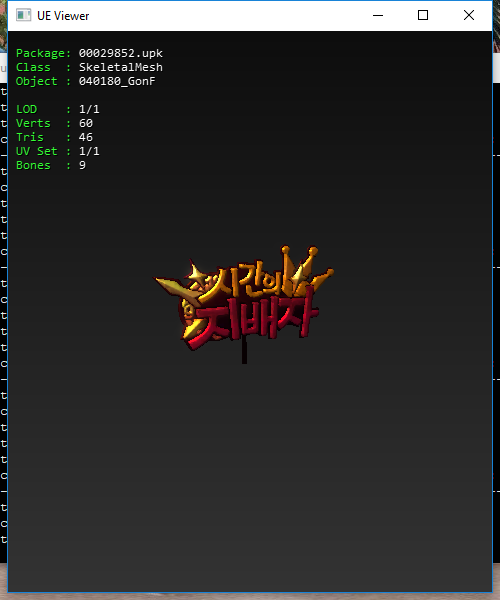 UE Viewer
Package: 00029852.upk
Class : SkeletalMesh
Object : 040180_GonF
LOD : 1/1
Verts : 60
Tris : 46
UV Set : 1/1
Bones : 9
시간의
지배자